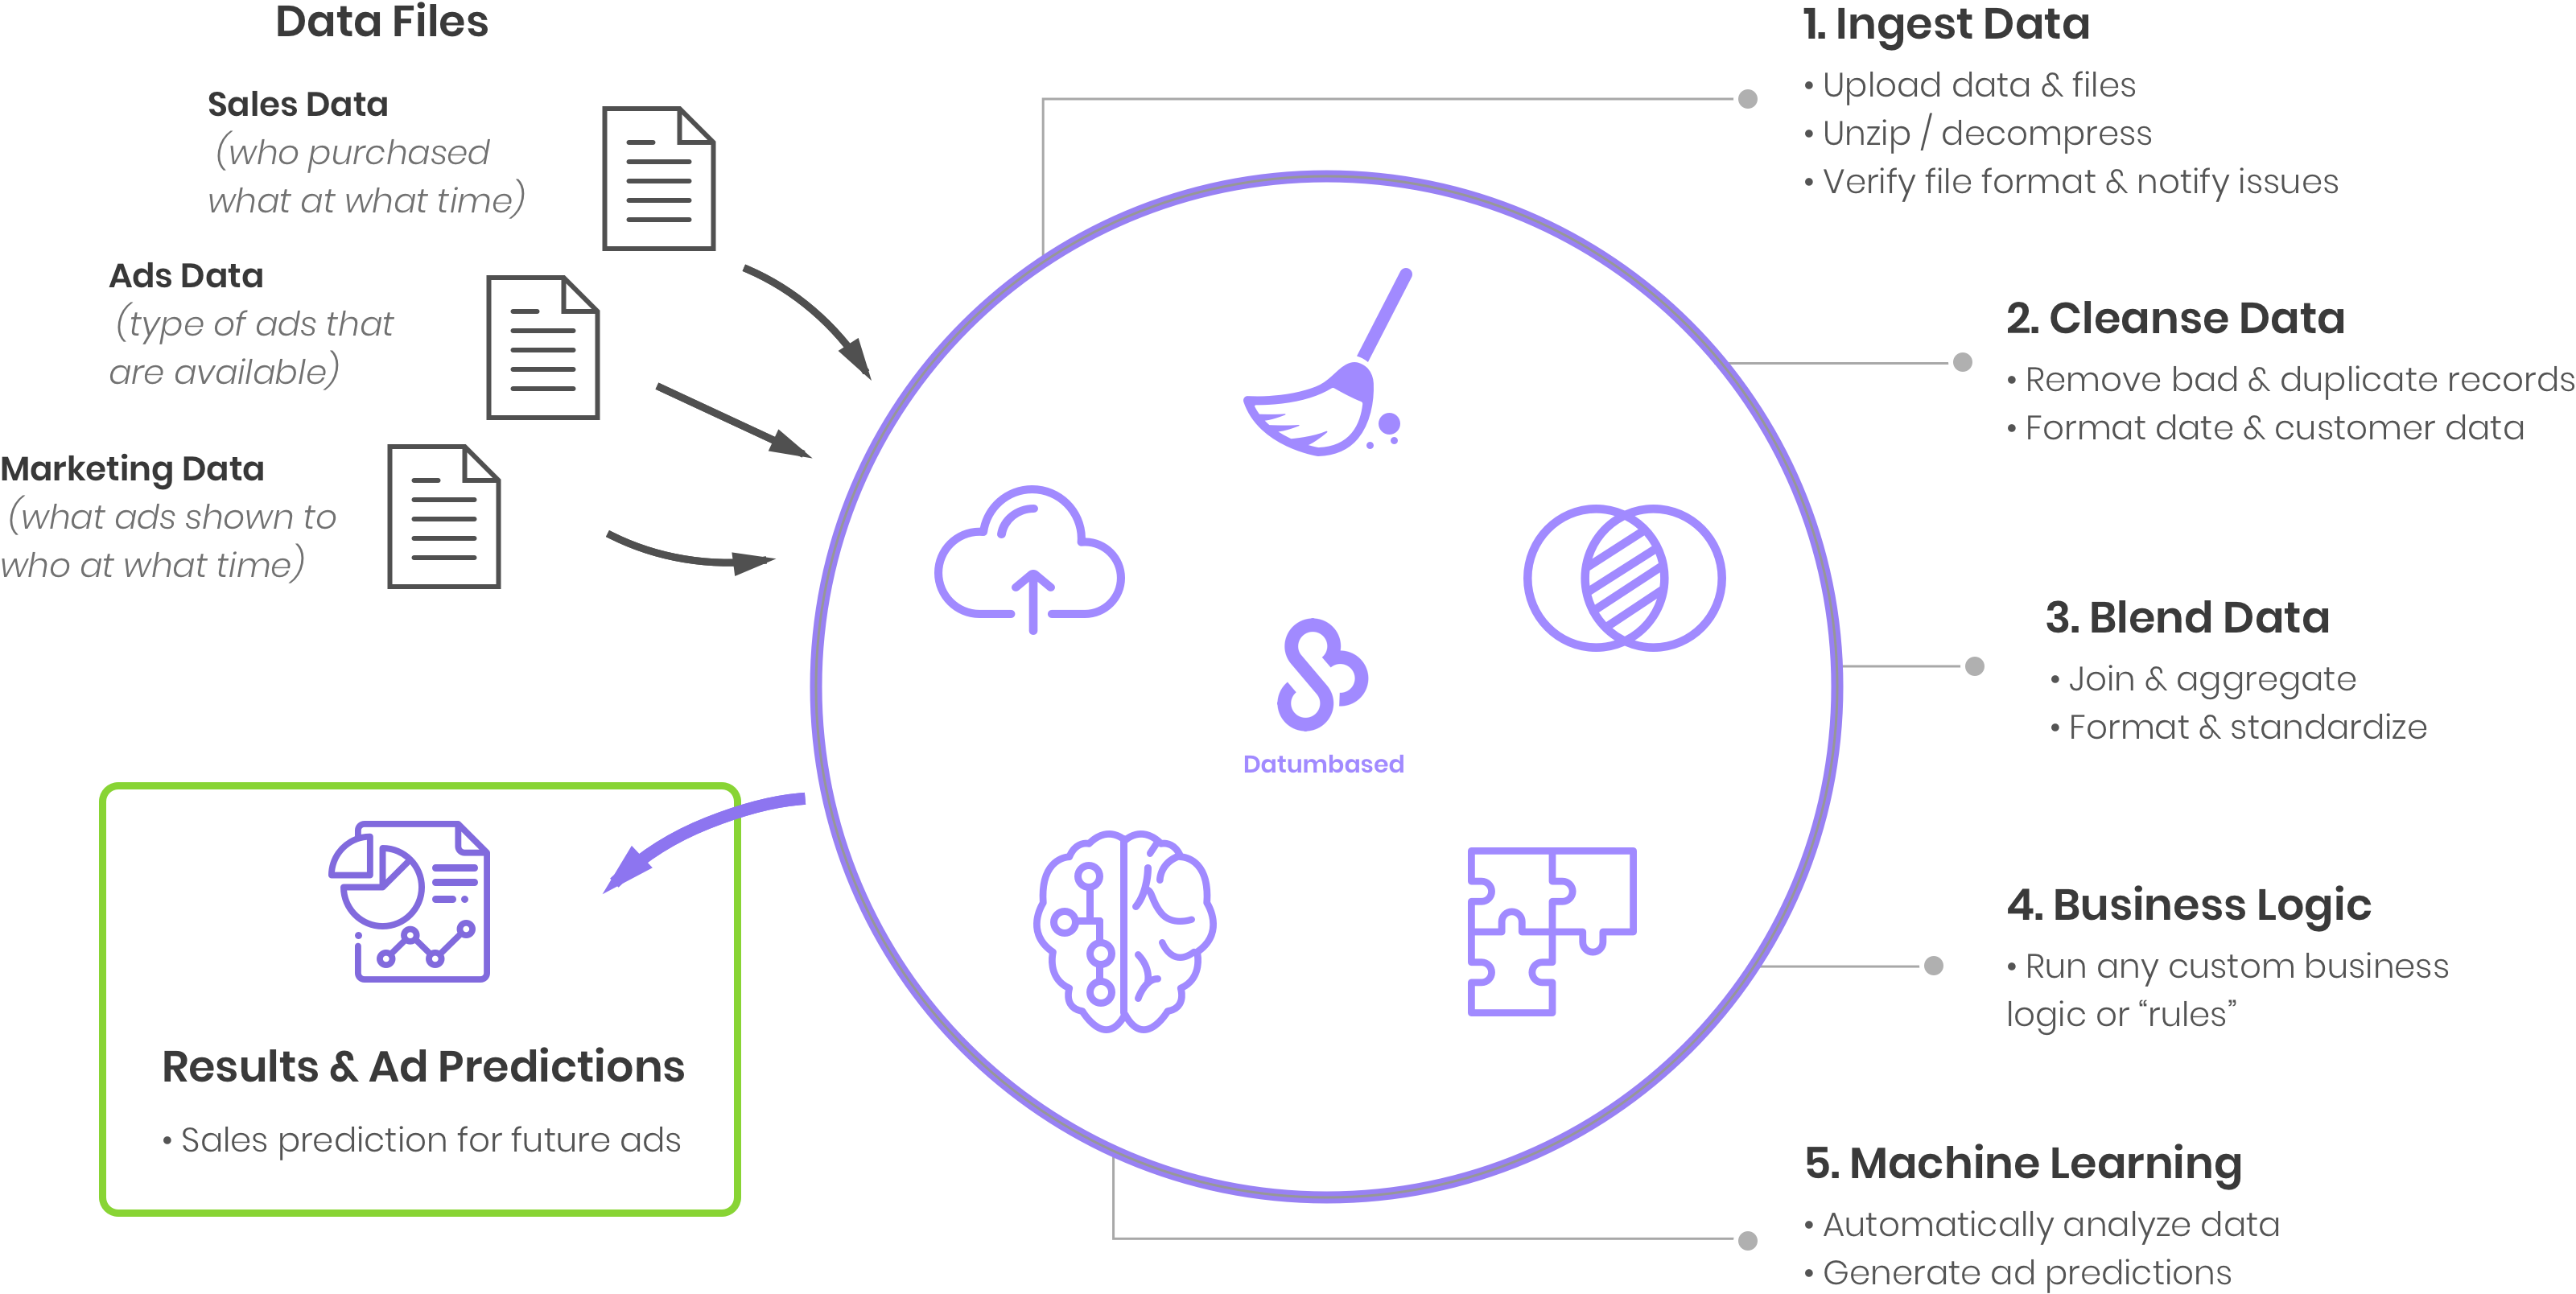 Data Files
Sales Data
(who purchased
what at what time)
Ads Data
(type of ads that
are available)
Marketing Data
(what ads shown to
who at what time)
1. Ingest Data
• Upload data & files
• Unzip / decompress
• Verify file format & notify issues
2. Cleanse Data
• Remove bad & duplicate records
• Format date & customer data
3. Blend Data
• Join & aggregate
• Format & standardize
4. Business Logic
• Run any custom business
logic or “rules”
5. Machine Learning
• Automatically analyze data
• Generate ad predictions
Datumbased
Results & Ad Predictions
• Sales prediction for future ads